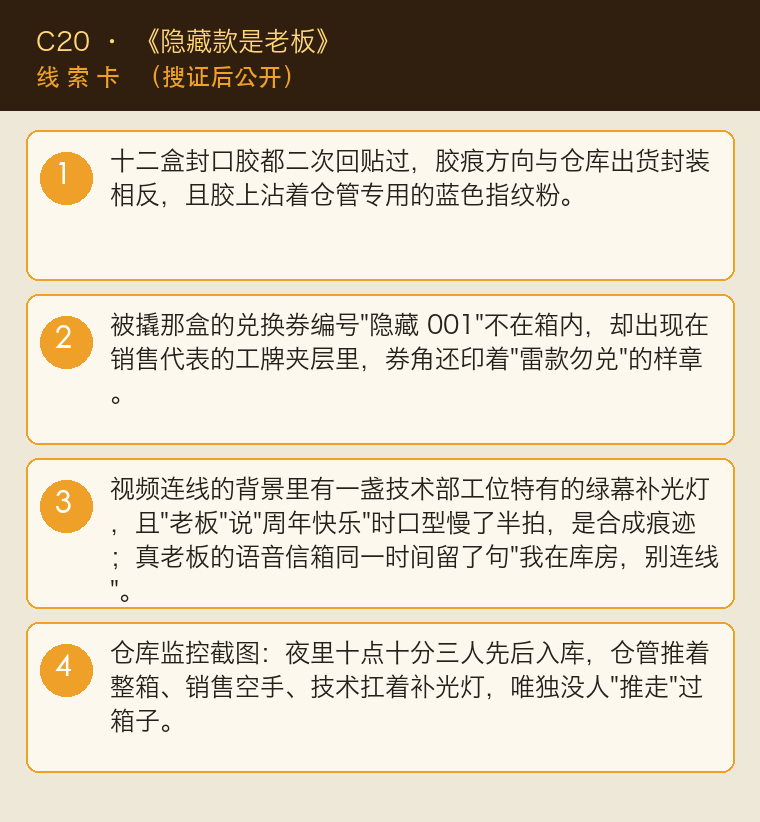 C20 · 《隐藏款是老板》
线索卡 （搜证后公开）
1
十二盒封口胶都二次回贴过，胶痕方向与仓库出货封装
相反，且胶上沾着仓管专用的蓝色指纹粉。
2
被撬那盒的兑换券编号"隐藏 001"不在箱内，却出现在
销售代表的工牌夹层里，券角还印着"雷款勿兑"的样章
。
3
视频连线的背景里有一盏技术部工位特有的绿幕补光灯
，且"老板"说"周年快乐"时口型慢了半拍，是合成痕迹
；真老板的语音信箱同一时间留了句"我在库房，别连线
"。
4
仓库监控截图：夜里十点十分三人先后入库，仓管推着
整箱、销售空手、技术扛着补光灯，唯独没人"推走"过
箱子。